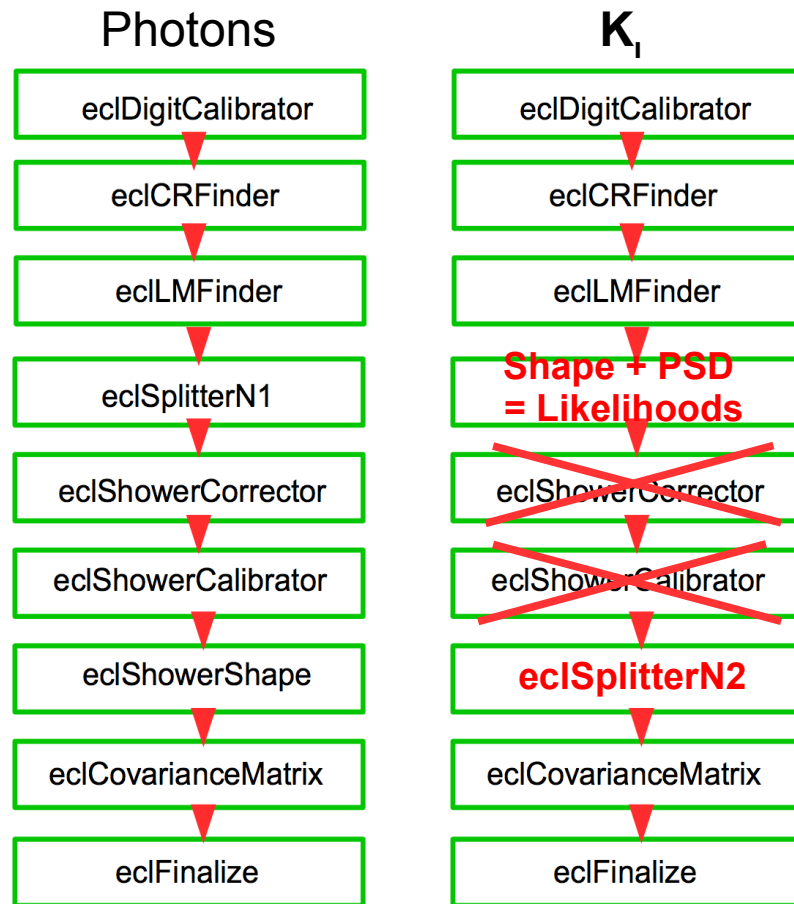 Photons
eclDigitCalibrator
eclCRFinder
eclLMFinder
eclSplitterN1
eclShowerCorrector
eclShowerCalibrator
eclShowerShape
eclCovarianceMatrix
eclFinalize
Kl
eclDigitCalibrator
eclCRFinder
eclLMFinder
Shape + PSD
= Likelihoods
eclShowerCorrector
eclShowerCalibrator
eclSplitterN2
eclCovarianceMatrix
eclFinalize